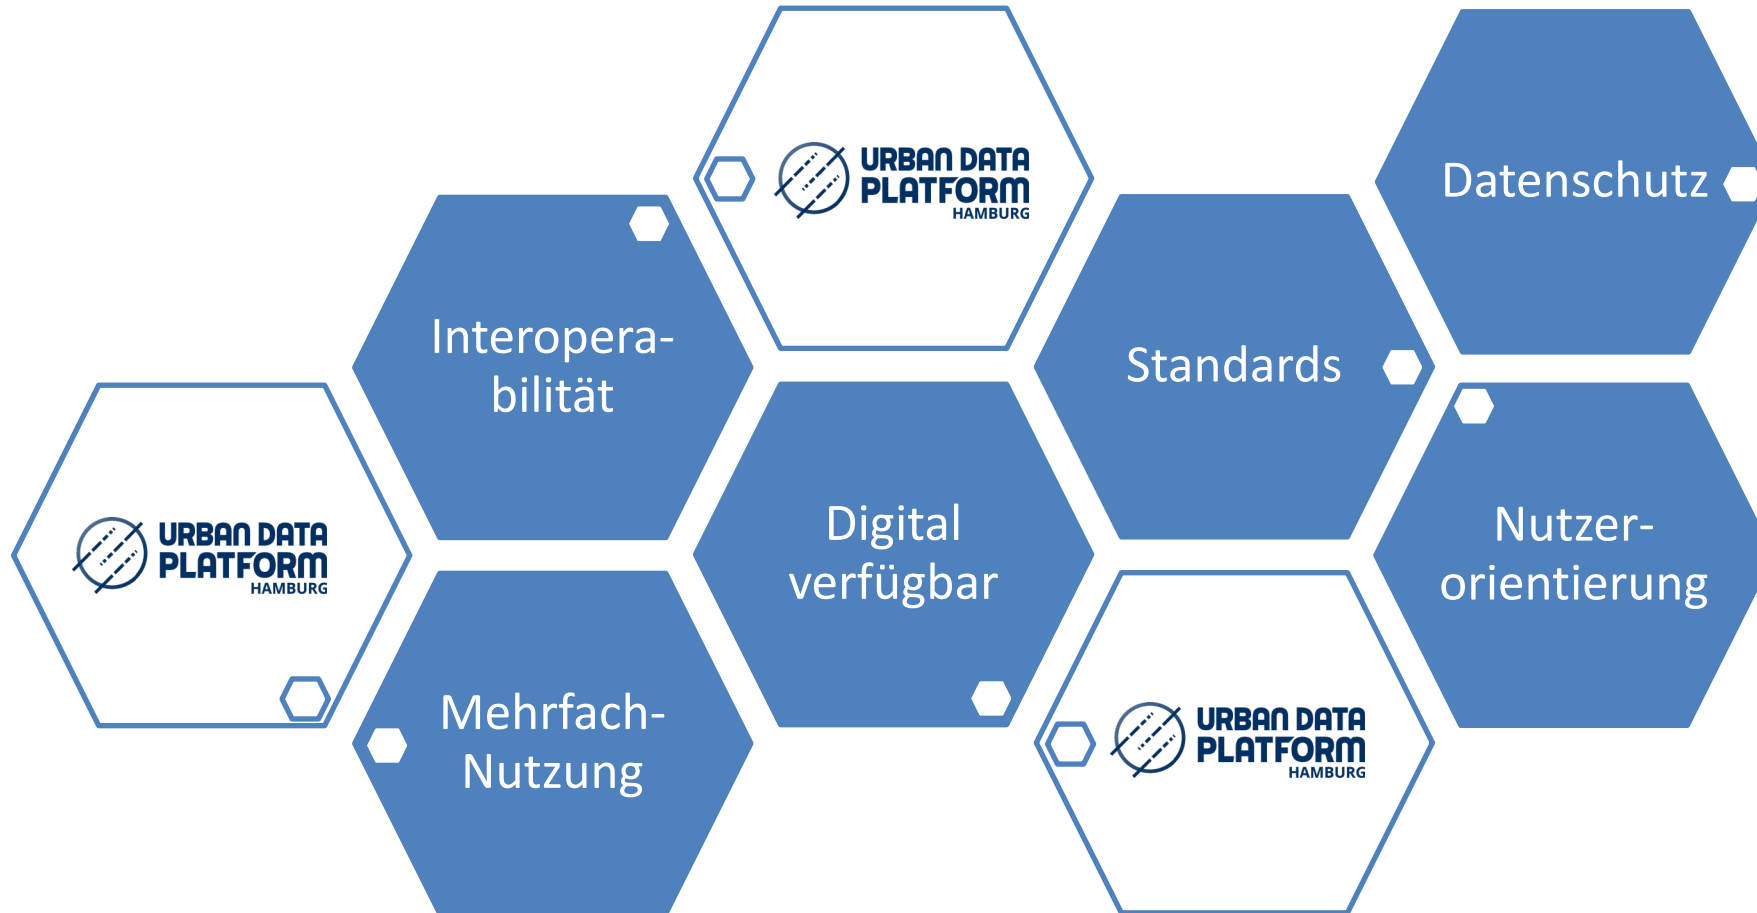 URBAN DATA
PLATFORM
HAMBURG
Datenschutz
Interopera-
bilität
Standards
URBAN DATA
PLATFORM
HAMBURG
Digital
verfügbar
Nutzer-
orientierung
Mehrfach-
Nutzung
URBAN DATA
PLATFORM
HAMBURG